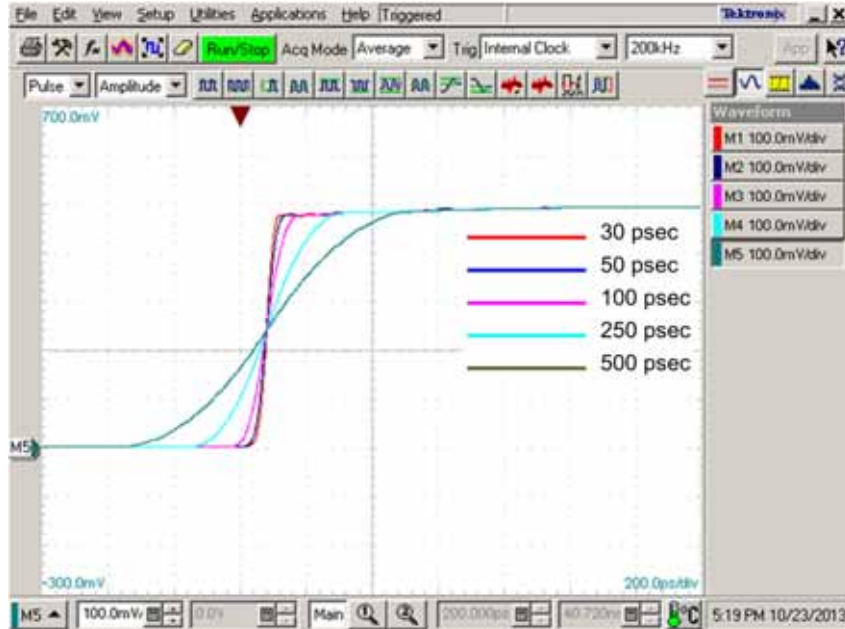 File Edit View Setup Utilities Applications Help Triggered Tektronix
Run/Stop Acq Mode Average Trig Internal Clock 200kHz App
Pulse Amplitude
700.0mV
Waveform
M1 100.0mV/div
M2 100.0mV/div
M3 100.0mV/div
M4 100.0mV/div
M5 100.0mV/div
30 psec
50 psec
100 psec
250 psec
500 psec
M5
-300.0mV 200.0ps/div
M5 100.0mV/ 0.0V Main 200.000ps °C 5:19 PM 10/23/2013